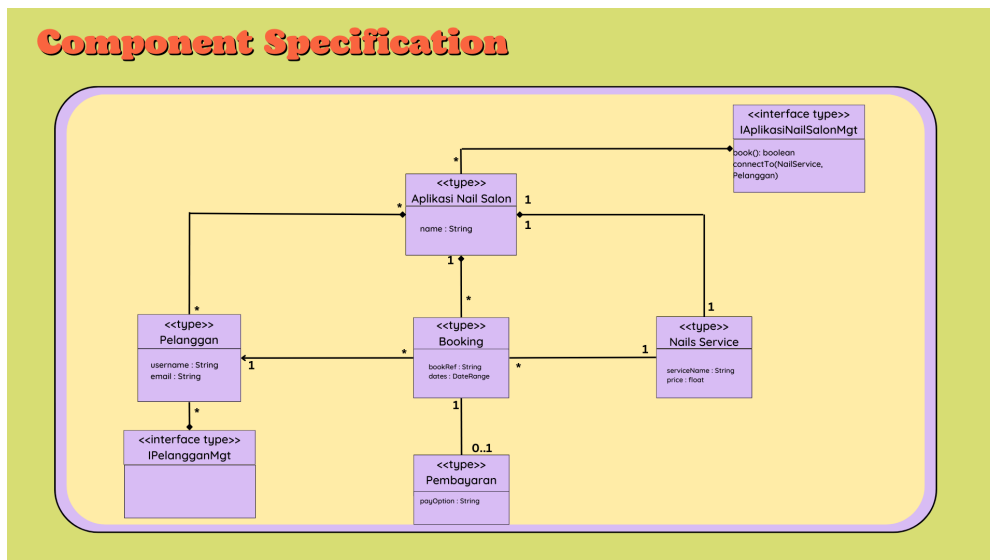 Component Specification
<<interface type>>
IAplikasiNailSalonMgt
book(): boolean
connectTo(NailService,
Pelanggan)
*
<<type>>
Aplikasi Nail Salon
name : String
*
1
1
1
*
*
1
<<type>>
Pelanggan
username : String
email : String
<<type>>
Booking
bookRef : String
dates : DateRange
<<type>>
Nails Service
serviceName : String
price : float
1
*
*
1
*
<<interface type>>
IPelangganMgt
1
0..1
<<type>>
Pembayaran
payOption : String